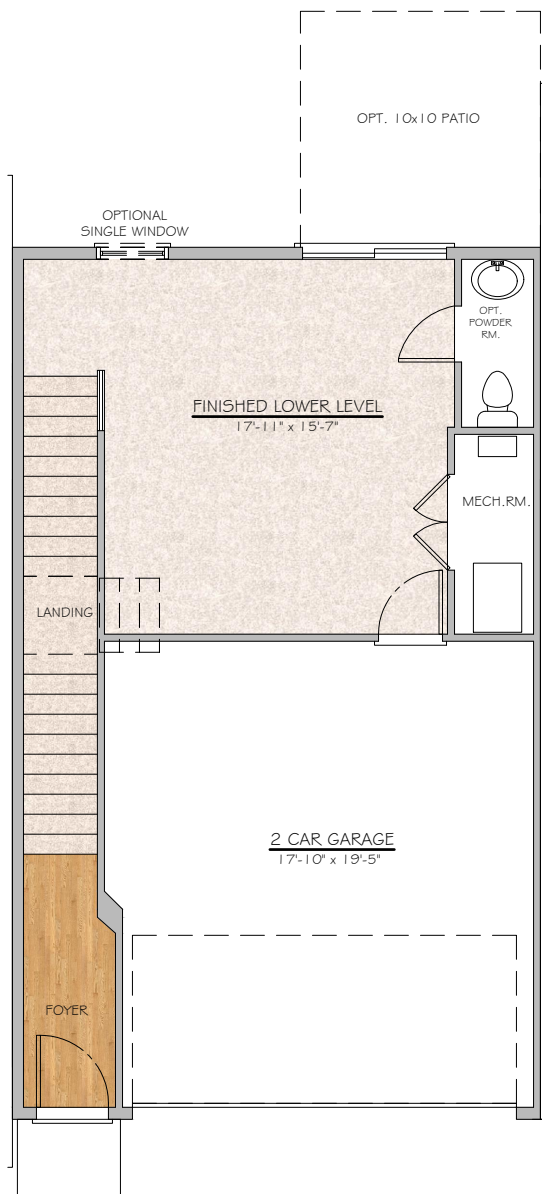 OPT. 10x10 PATIO
OPTIONAL
SINGLE WINDOW
OPT.
POWDER
RM.
FINISHED LOWER LEVEL
17'-11" x 15'-7"
MECH.RM.
LANDING
2 CAR GARAGE
17'-10" x 19'-5"
FOYER